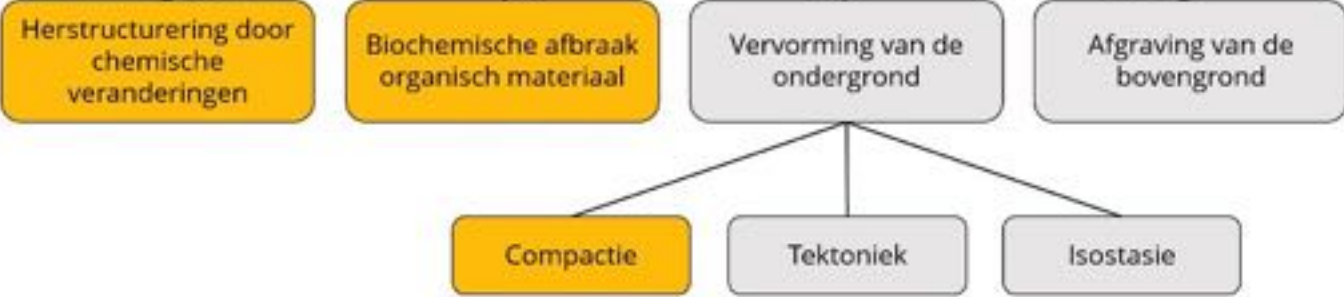 Herstructurering door
chemische
veranderingen
Biochemische afbraak
organisch materiaal
Vervorming van de
ondergrond
Afgraving van de
bovengrond
Compactie
Tektoniek
Isostasie